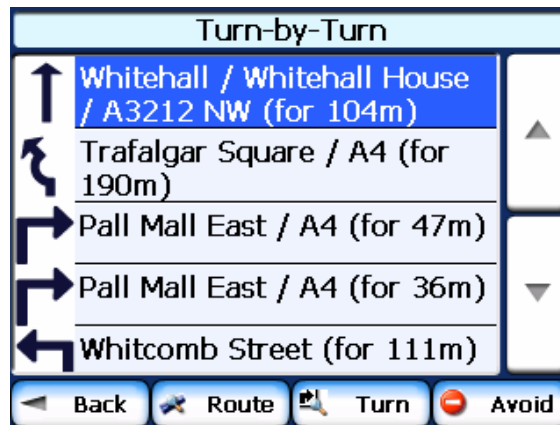 Turn-by-Turn
Whitehall / Whitehall House
/ A3212 NW (for 104m)
Trafalgar Square / A4 (for
190m)
Pall Mall East / A4 (for 47m)
Pall Mall East / A4 (for 36m)
Whitcomb Street (for 111m)
Back Route Turn Avoid